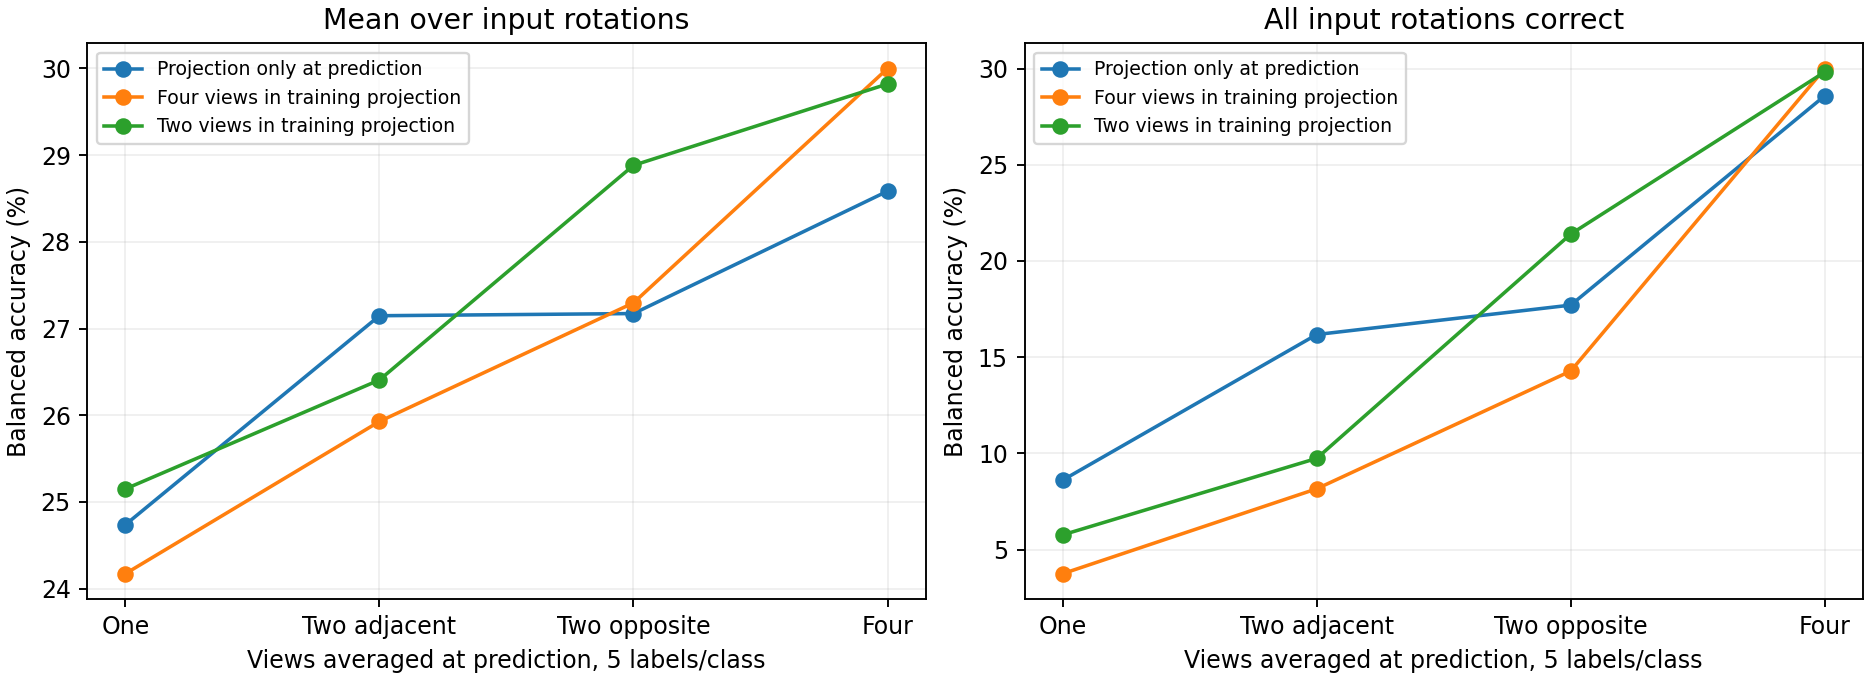 Mean over input rotations
Projection only at prediction
Four views in training projection
Two views in training projection
30
29
28
27
26
25
24
Balanced accuracy (%)
One
Two adjacent
Two opposite
Four
Views averaged at prediction, 5 labels/class
All input rotations correct
Projection only at prediction
Four views in training projection
Two views in training projection
30
25
20
15
10
5
Balanced accuracy (%)
One
Two adjacent
Two opposite
Four
Views averaged at prediction, 5 labels/class